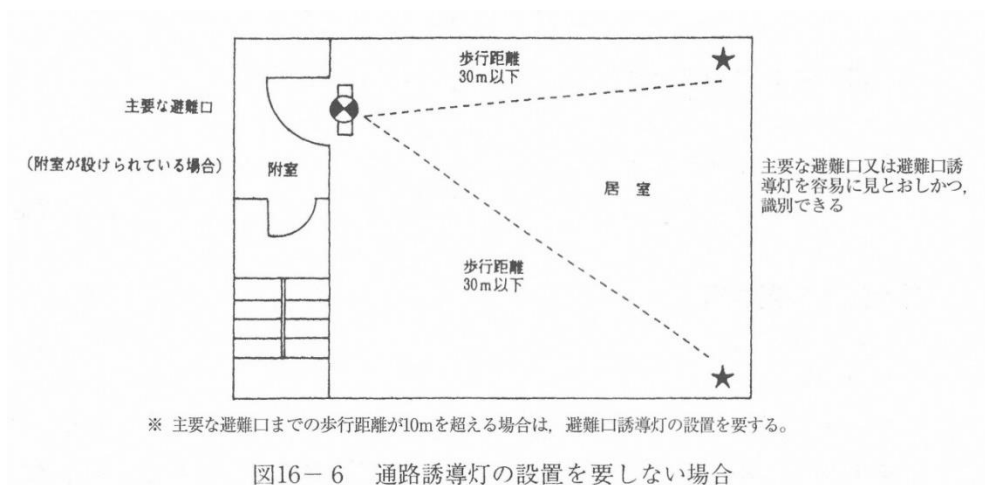 歩行距離
30m以下
主要な避難口
(附室が設けられている場合)
附室
居 室
主要な避難口又は避難口誘
導灯を容易に見とおしかつ,
識別できる
歩行距離
30m以下
※ 主要な避難口までの歩行距離が10mを超える場合は，避難口誘導灯の設置を要する。
図16－6 通路誘導灯の設置を要しない場合